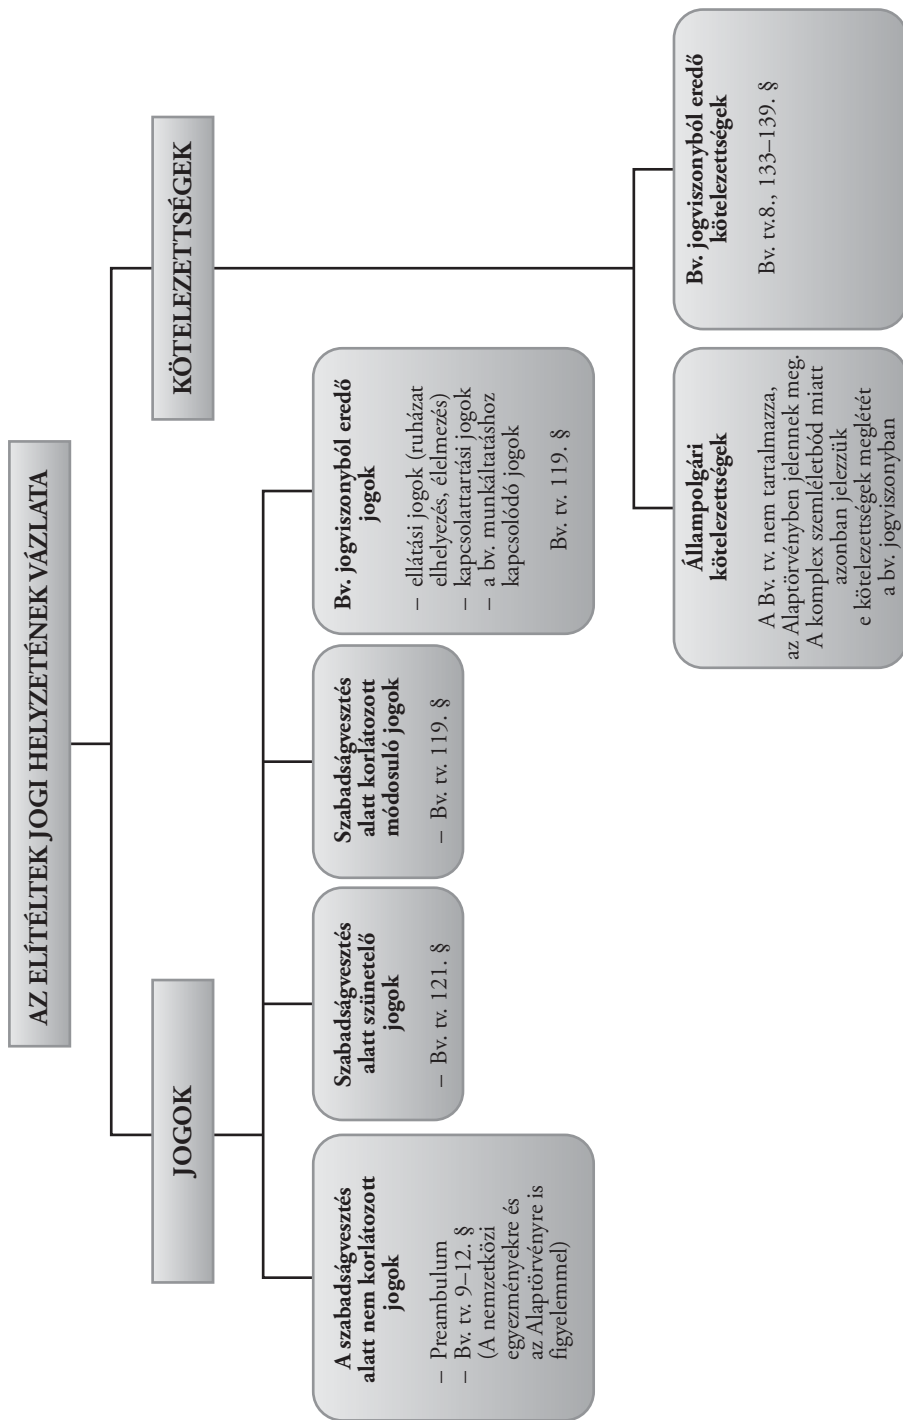 AZ ELÍTÉLTEK JOGI HELYZETÉNEK VÁZLATA
JOGOK
KÖTELEZETTSÉGEK
A szabadságvesztés
alatt nem korlátozott
jogok
– Preambulum
– Bv. tv. 9–12. §
(A nemzetközi
egyezményekre és
az Alaptörvényre is
figyelemmel)
Szabadságvesztés
alatt szünetelő
jogok
– Bv. tv. 121. §
Szabadságvesztés
alatt korlátozott
módosuló jogok
– Bv. tv. 119. §
Bv. jogviszonyból eredő
jogok
– ellátási jogok (ruházat
elhelyezés, élelmezés)
– kapcsolattartási jogok
– a bv. munkáltatáshoz
kapcsolódó jogok
Bv. tv. 119. §
Állampolgári
kötelezettségek
A Bv. tv. nem tartalmazza,
az Alaptörvényben jelennek meg.
A komplex szemléletbód miatt
azonban jelezzük
e kötelezettségek meglétét
a bv. jogviszonyban
Bv. jogviszonyból eredő
kötelezettségek
Bv. tv.8., 133–139. §